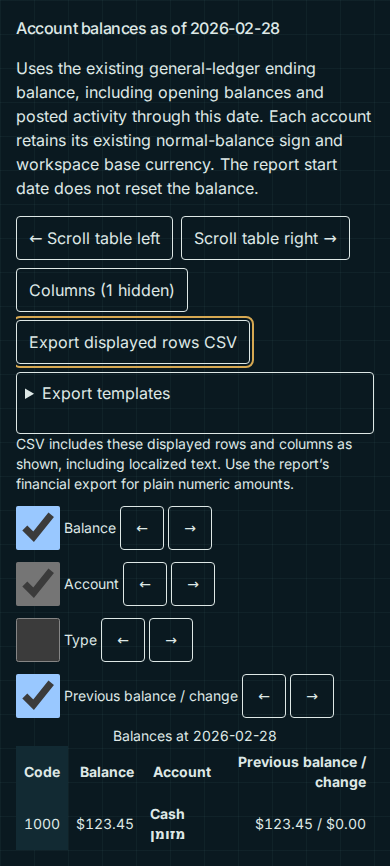 Account balances as of 2026-02-28
Uses the existing general-ledger ending
balance, including opening balances and
posted activity through this date. Each account
retains its existing normal-balance sign and
workspace base currency. The report start
date does not reset the balance.
← Scroll table left Scroll table right →
Columns (1 hidden)
Export displayed rows CSV
▶ Export templates
CSV includes these displayed rows and columns as
shown, including localized text. Use the report’s
financial export for plain numeric amounts.
Balance ← →
Account ← →
Type ← →
Previous balance / change ← →
Balances at 2026-02-28
Code Balance Account Previous balance /
change
1000 $123.45 Cash $123.45 / $0.00
מזומן